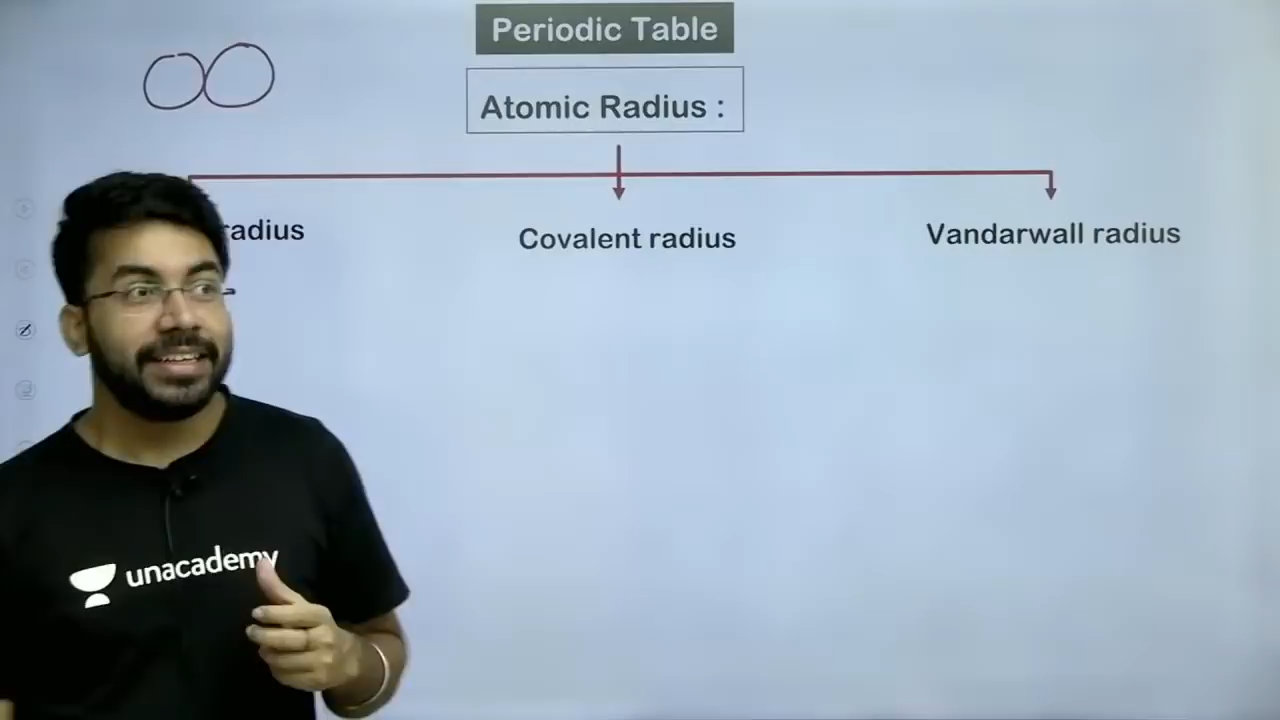 Periodic Table
Atomic Radius :
radius
Covalent radius
Vandarwall radius
unacademy